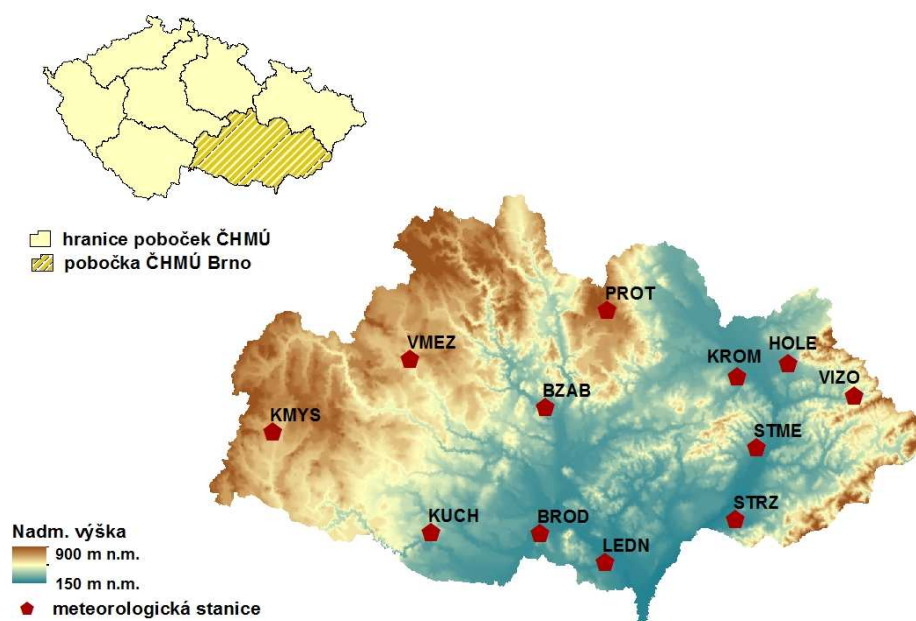 hranice poboček ČHMÚ
pobočka ČHMÚ Brno
PROT
VMEZ
HOLE
KROM
VIZO
BZAB
KMYS
STME
STRZ
KUCH
BROD
LEDN
Nadm. výška
900 m n.m.
150 m n.m.
meteorologická stanice